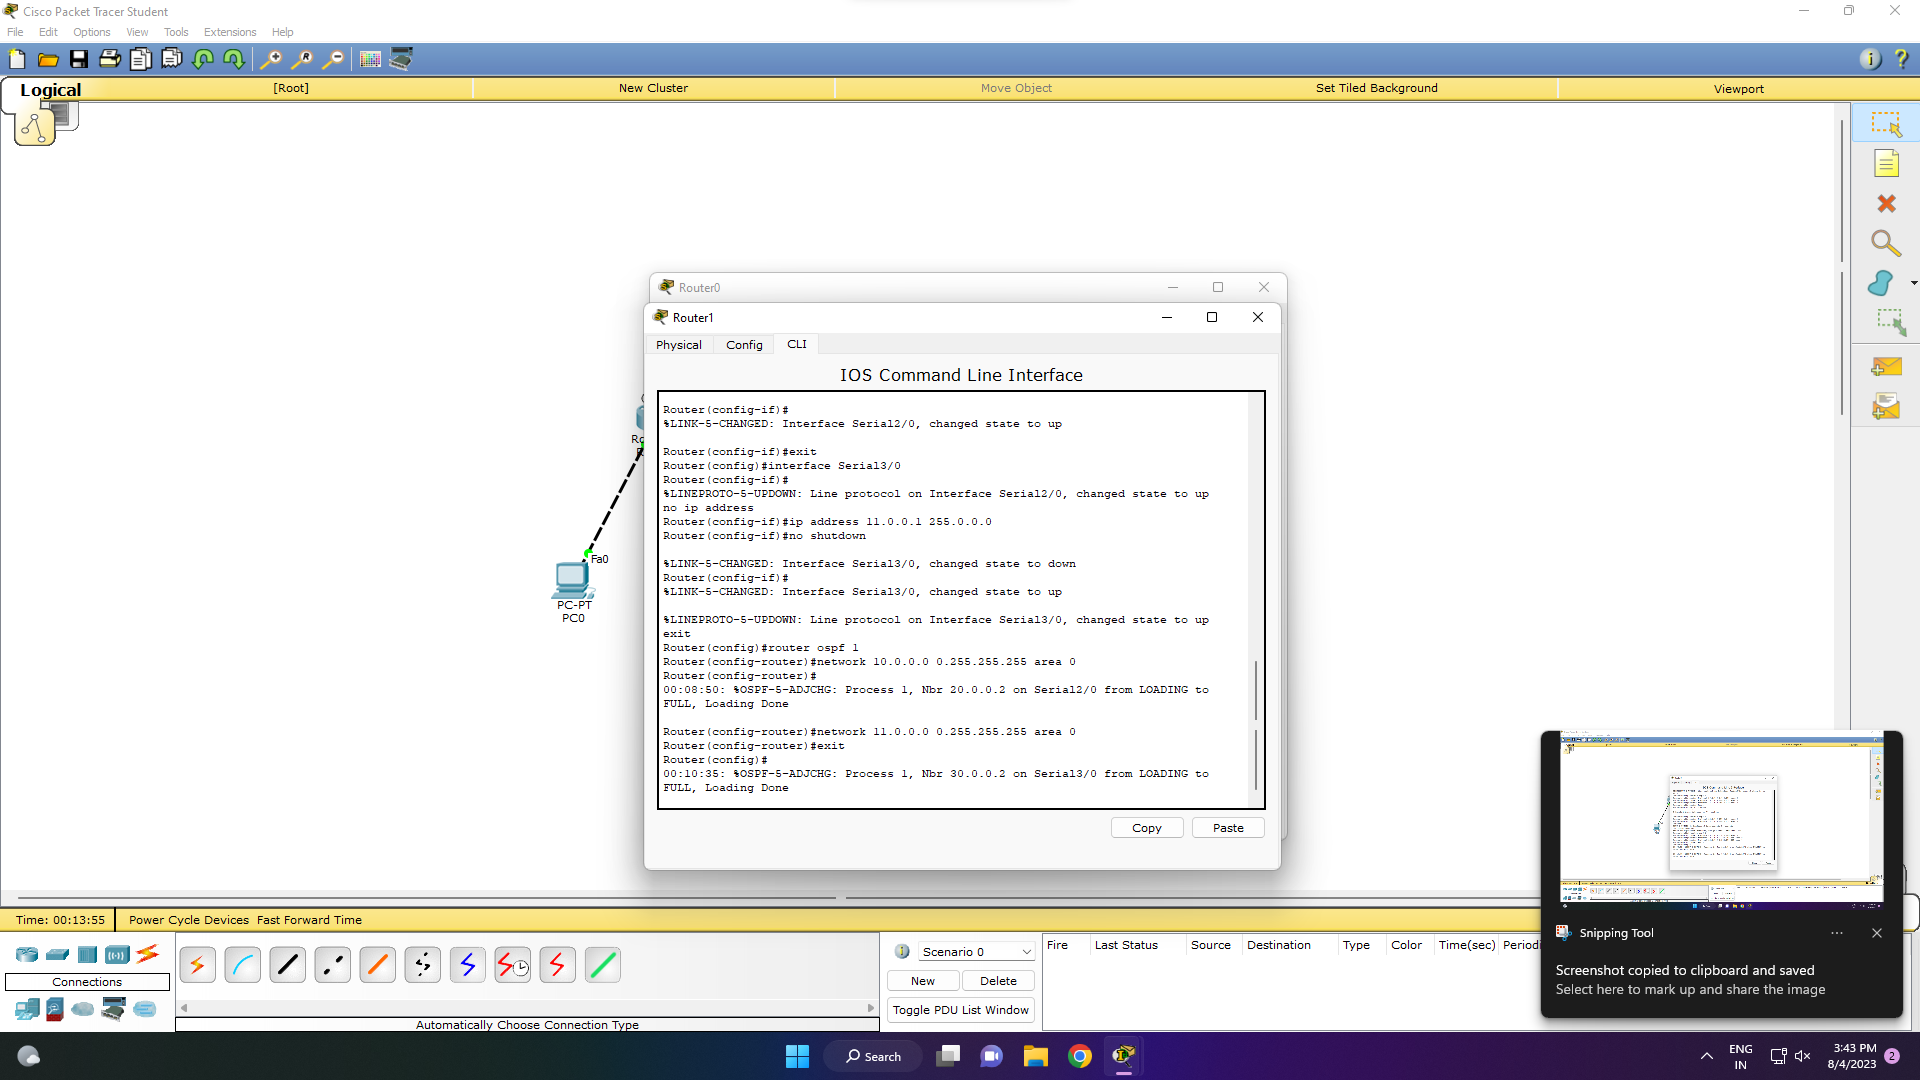 Cisco Packet Tracer Student
File Edit Options View Tools Extensions Help
Logical [Root] New Cluster Move Object Set Tiled Background Viewport
Router0
Router1
Physical Config CLI
IOS Command Line Interface
Router(config-if)#
%LINK-5-CHANGED: Interface Serial2/0, changed state to up
Router(config-if)#exit
Router(config)#interface Serial3/0
Router(config-if)#
%LINEPROTO-5-UPDOWN: Line protocol on Interface Serial2/0, changed state to up
no ip address
Router(config-if)#ip address 11.0.0.1 255.0.0.0
Router(config-if)#no shutdown
%LINK-5-CHANGED: Interface Serial3/0, changed state to down
Router(config-if)#
%LINK-5-CHANGED: Interface Serial3/0, changed state to up
%LINEPROTO-5-UPDOWN: Line protocol on Interface Serial3/0, changed state to up
exit
Router(config)#router ospf 1
Router(config-router)#network 10.0.0.0 0.255.255.255 area 0
Router(config-router)#
00:08:50: %OSPF-5-ADJCHG: Process 1, Nbr 20.0.0.2 on Serial2/0 from LOADING to
FULL, Loading Done
Router(config-router)#network 11.0.0.0 0.255.255.255 area 0
Router(config-router)#exit
Router(config)#
00:10:35: %OSPF-5-ADJCHG: Process 1, Nbr 30.0.0.2 on Serial3/0 from LOADING to
FULL, Loading Done
Copy Paste
Fa0
PC-PT
PC0
Snipping Tool
Screenshot copied to clipboard and saved
Select here to mark up and share the image
Time: 00:13:55 Power Cycle Devices Fast Forward Time
Connections
Automatically Choose Connection Type
Scenario 0
New Delete
Toggle PDU List Window
Fire Last Status Source Destination Type Color Time(sec) Periodi
Search
ENG
IN
3:43 PM
8/4/2023
2